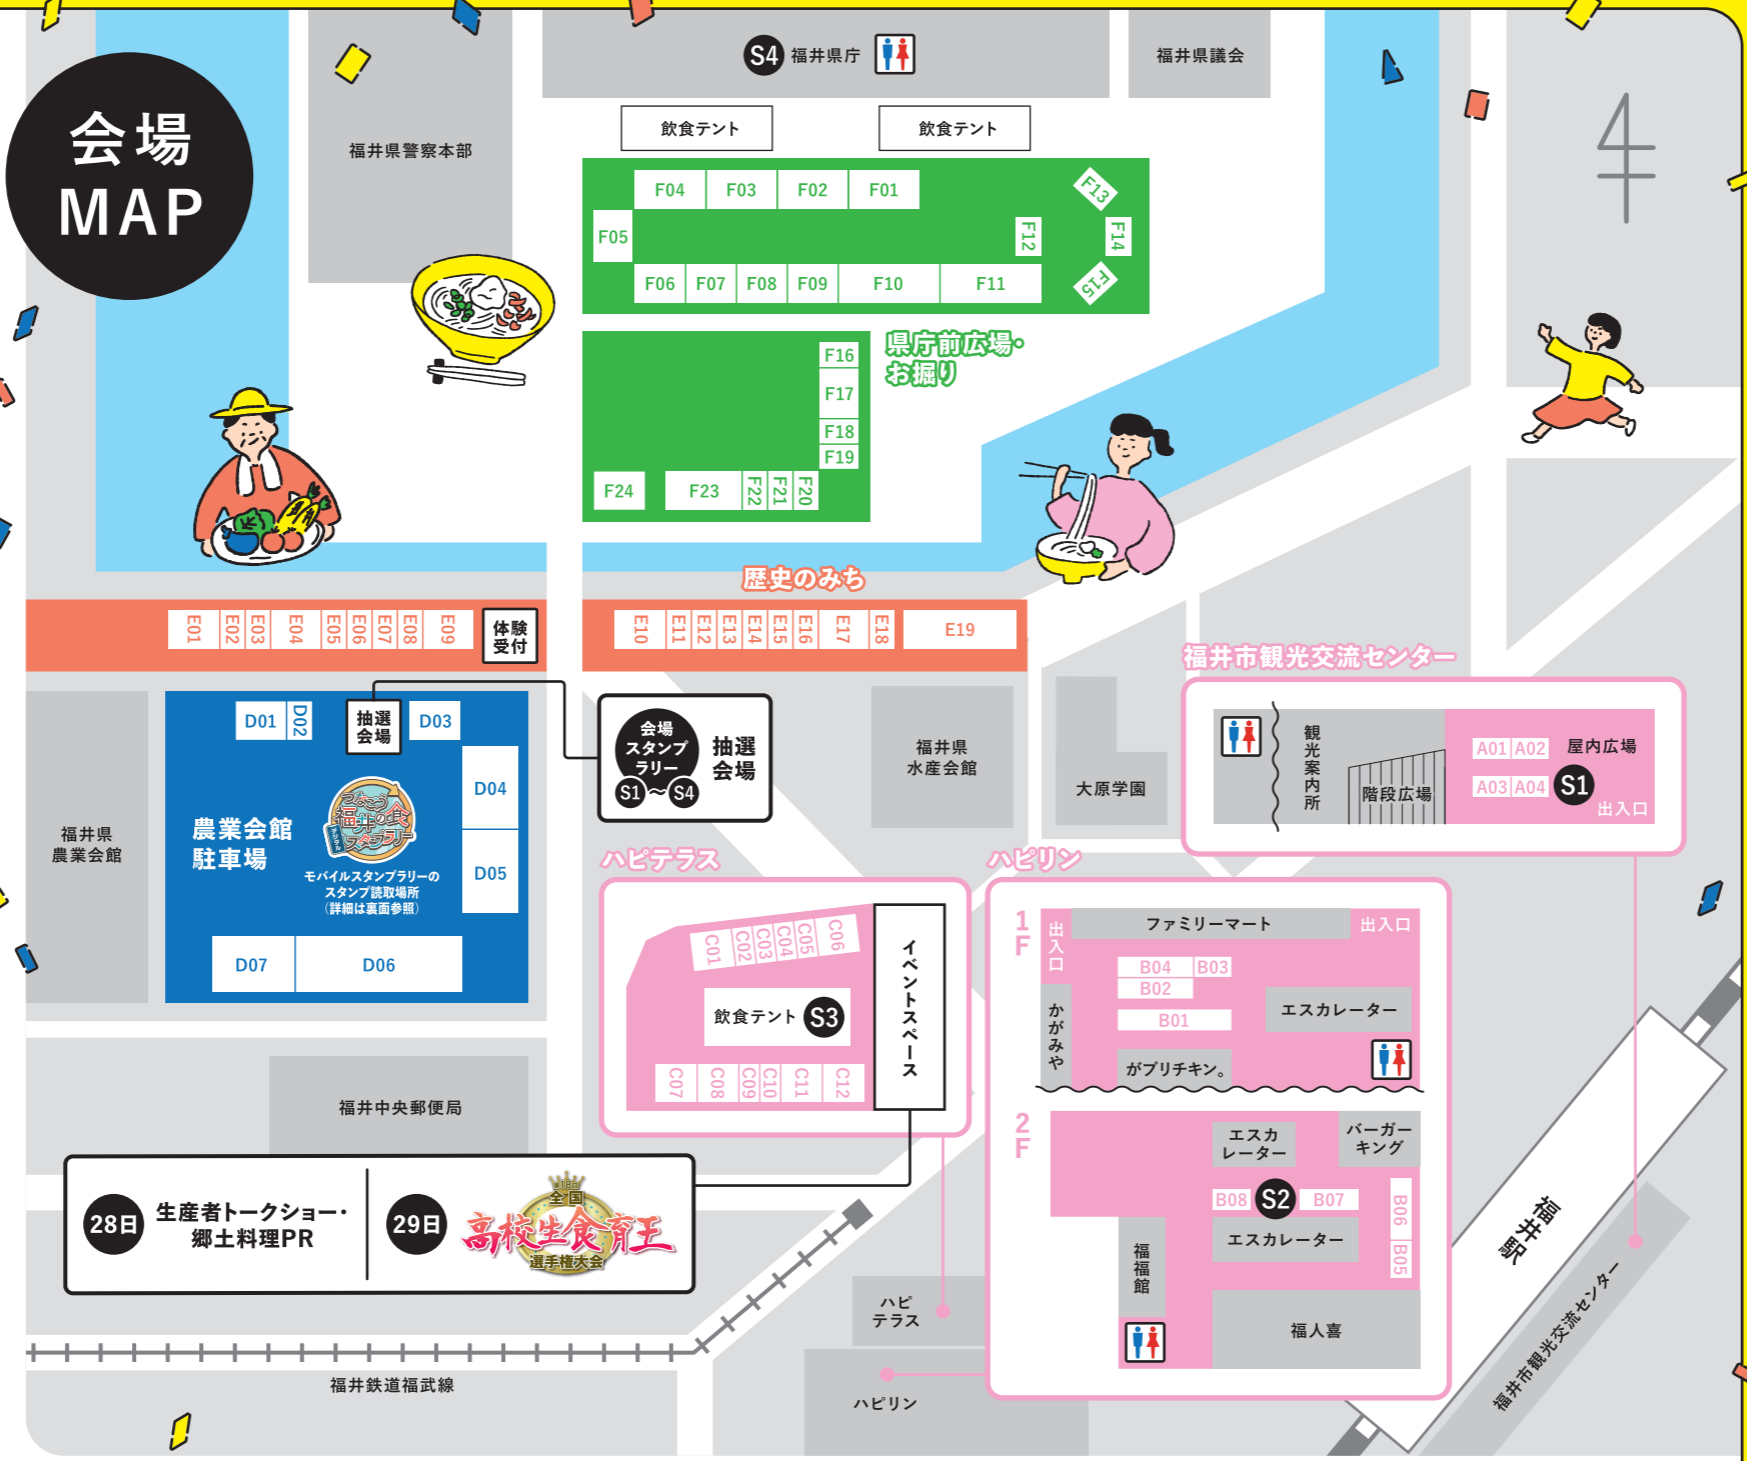 会場
MAP
S4 福井県庁
福井県議会
飲食テント
飲食テント
福井県警察本部
F04 F03 F02 F01
F13
F05
F12
F14
F06 F07 F08 F09 F10 F11
F15
県庁前広場・
お堀り
F16
F17
F18
F19
F24 F23 F22 F21 F20
歴史のみち
E01 E02 E03 E04 E05 E06 E07 E08 E09
体験
受付
E10 E11 E12 E13 E14 E15 E16 E17 E18 E19
福井県
農業会館
D01 D02
抽選
会場
D03
D04
D05
農業会館
駐車場
つなごう
福井の食
デジタル
スタンプラリー
モバイルスタンプラリーの
スタンプ読取場所
(詳細は裏面参照)
D07 D06
会場
スタンプ
ラリー
S1〜S4
抽選
会場
福井県
水産会館
大原学園
福井市観光交流センター
観光案内所
階段広場
A01 A02
A03 A04
屋内広場
S1
出入口
ハピテラス
C01 C02 C03 C04 C05 C06
飲食テント S3
C07 C08 C09 C10 C11 C12
イベントスペース
ハピリン
1F
出入口
ファミリーマート
出入口
B04 B03
B02
B01
かがみや
エスカレーター
がブリチキン。
2F
エスカ
レーター
バーガー
キング
B08 S2 B07
B06
B05
エスカレーター
福福館
福人喜
福井中央郵便局
28日
生産者トークショー・
郷土料理PR
29日
全国
高校生食育王
選手権大会
ハピ
テラス
ハピリン
福井鉄道福武線
福井駅
福井市観光交流センター